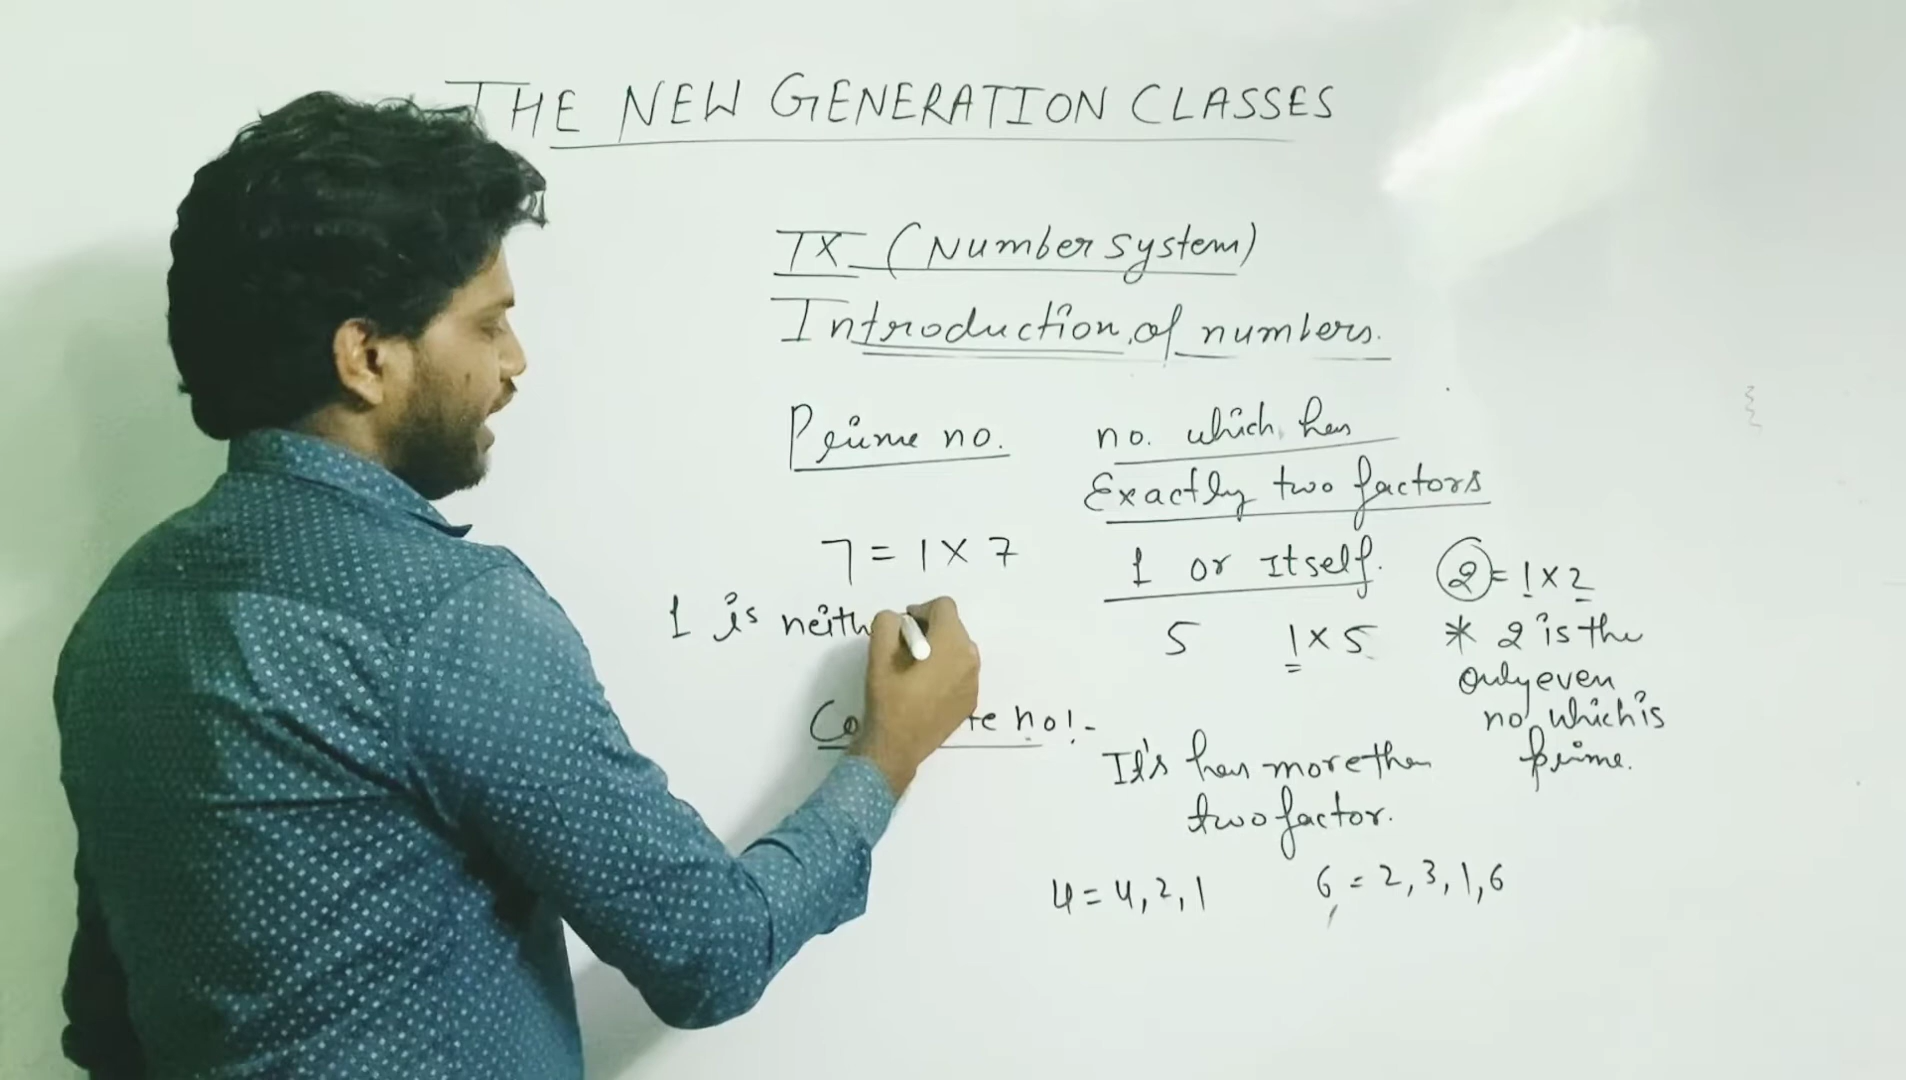 THE NEW GENERATION CLASSES
IX (Number system)
Introduction of numbers.
Prime no.
no. which has
Exactly two factors
7 = 1 X 7
1 or Itself.
2 = 1 x 2
1 is neith
5 1 x 5
* 2 is the
only even
no. which is
prime.
no!-
It's has more than
two factor.
4 = 4, 2, 1
6 = 2, 3, 1, 6